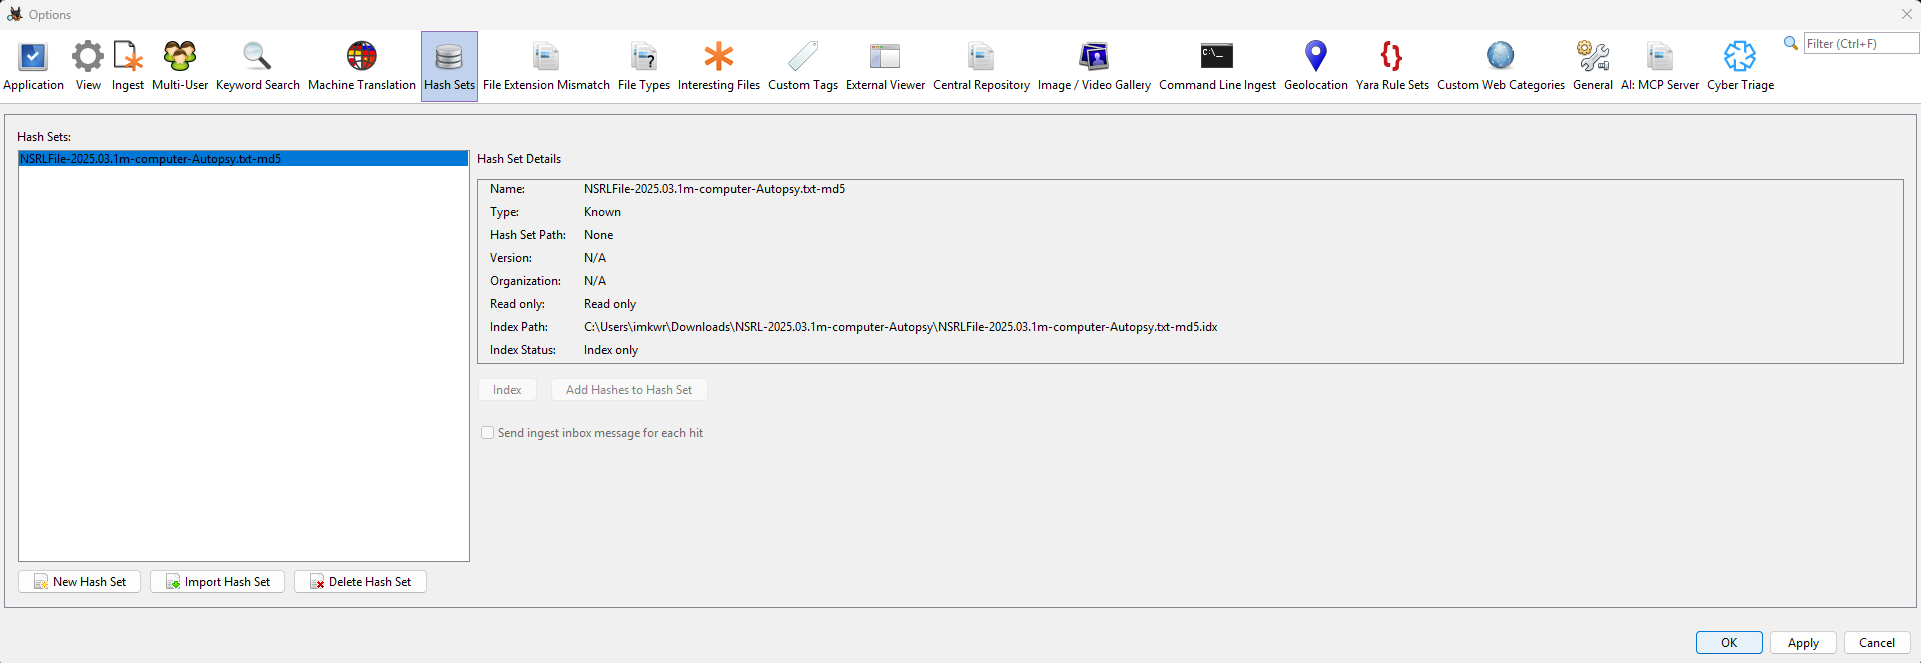 Options
Application View Ingest Multi-User Keyword Search Machine Translation Hash Sets File Extension Mismatch File Types Interesting Files Custom Tags External Viewer Central Repository Image / Video Gallery Command Line Ingest Geolocation Yara Rule Sets Custom Web Categories General AI: MCP Server Cyber Triage Filter (Ctrl+F)
Hash Sets:
NSRLFile-2025.03.1m-computer-Autopsy.txt-md5
Hash Set Details
Name: NSRLFile-2025.03.1m-computer-Autopsy.txt-md5
Type: Known
Hash Set Path: None
Version: N/A
Organization: N/A
Read only: Read only
Index Path: C:\Users\imkwr\Downloads\NSRL-2025.03.1m-computer-Autopsy\NSRLFile-2025.03.1m-computer-Autopsy.txt-md5.idx
Index Status: Index only
Index Add Hashes to Hash Set
Send ingest inbox message for each hit
New Hash Set Import Hash Set Delete Hash Set
OK Apply Cancel